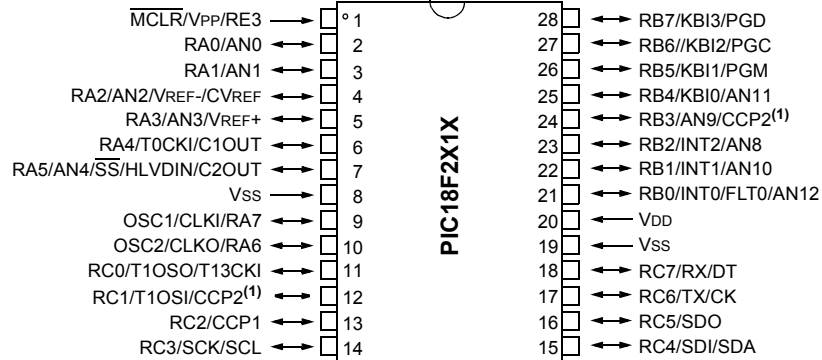 MCLR/VPP/RE3
RA0/AN0
RA1/AN1
RA2/AN2/VREF-/CVREF
RA3/AN3/VREF+
RA4/T0CKI/C1OUT
RA5/AN4/SS/HLVDIN/C2OUT
VSS
OSC1/CLKI/RA7
OSC2/CLKO/RA6
RC0/T1OSO/T13CKI
RC1/T1OSI/CCP2(1)
RC2/CCP1
RC3/SCK/SCL
1
2
3
4
5
6
7
8
9
10
11
12
13
14
PIC18F2X1X
28
27
26
25
24
23
22
21
20
19
18
17
16
15
RB7/KBI3/PGD
RB6//KBI2/PGC
RB5/KBI1/PGM
RB4/KBI0/AN11
RB3/AN9/CCP2(1)
RB2/INT2/AN8
RB1/INT1/AN10
RB0/INT0/FLT0/AN12
VDD
VSS
RC7/RX/DT
RC6/TX/CK
RC5/SDO
RC4/SDI/SDA